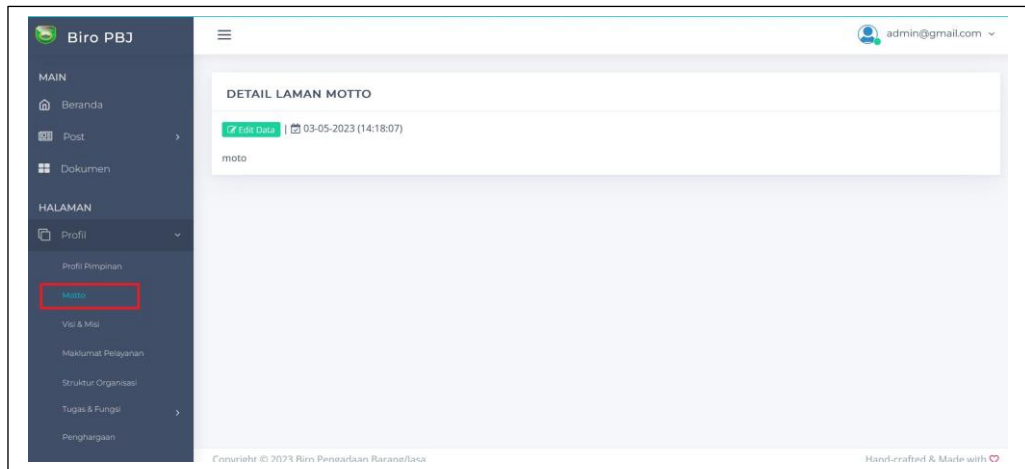 Biro PBJ
admin@gmail.com
MAIN
Beranda
Post
Dokumen
HALAMAN
Profil
Profil Pimpinan
Motto
Visi & Misi
Maklumat Pelayanan
Struktur Organisasi
Tugas & Fungsi
Penghargaan
DETAIL LAMAN MOTTO
Edit Data | 03-05-2023 (14:18:07)
moto
Copyright © 2023 Biro Pengadaan Barang/Jasa
Hand-crafted & Made with